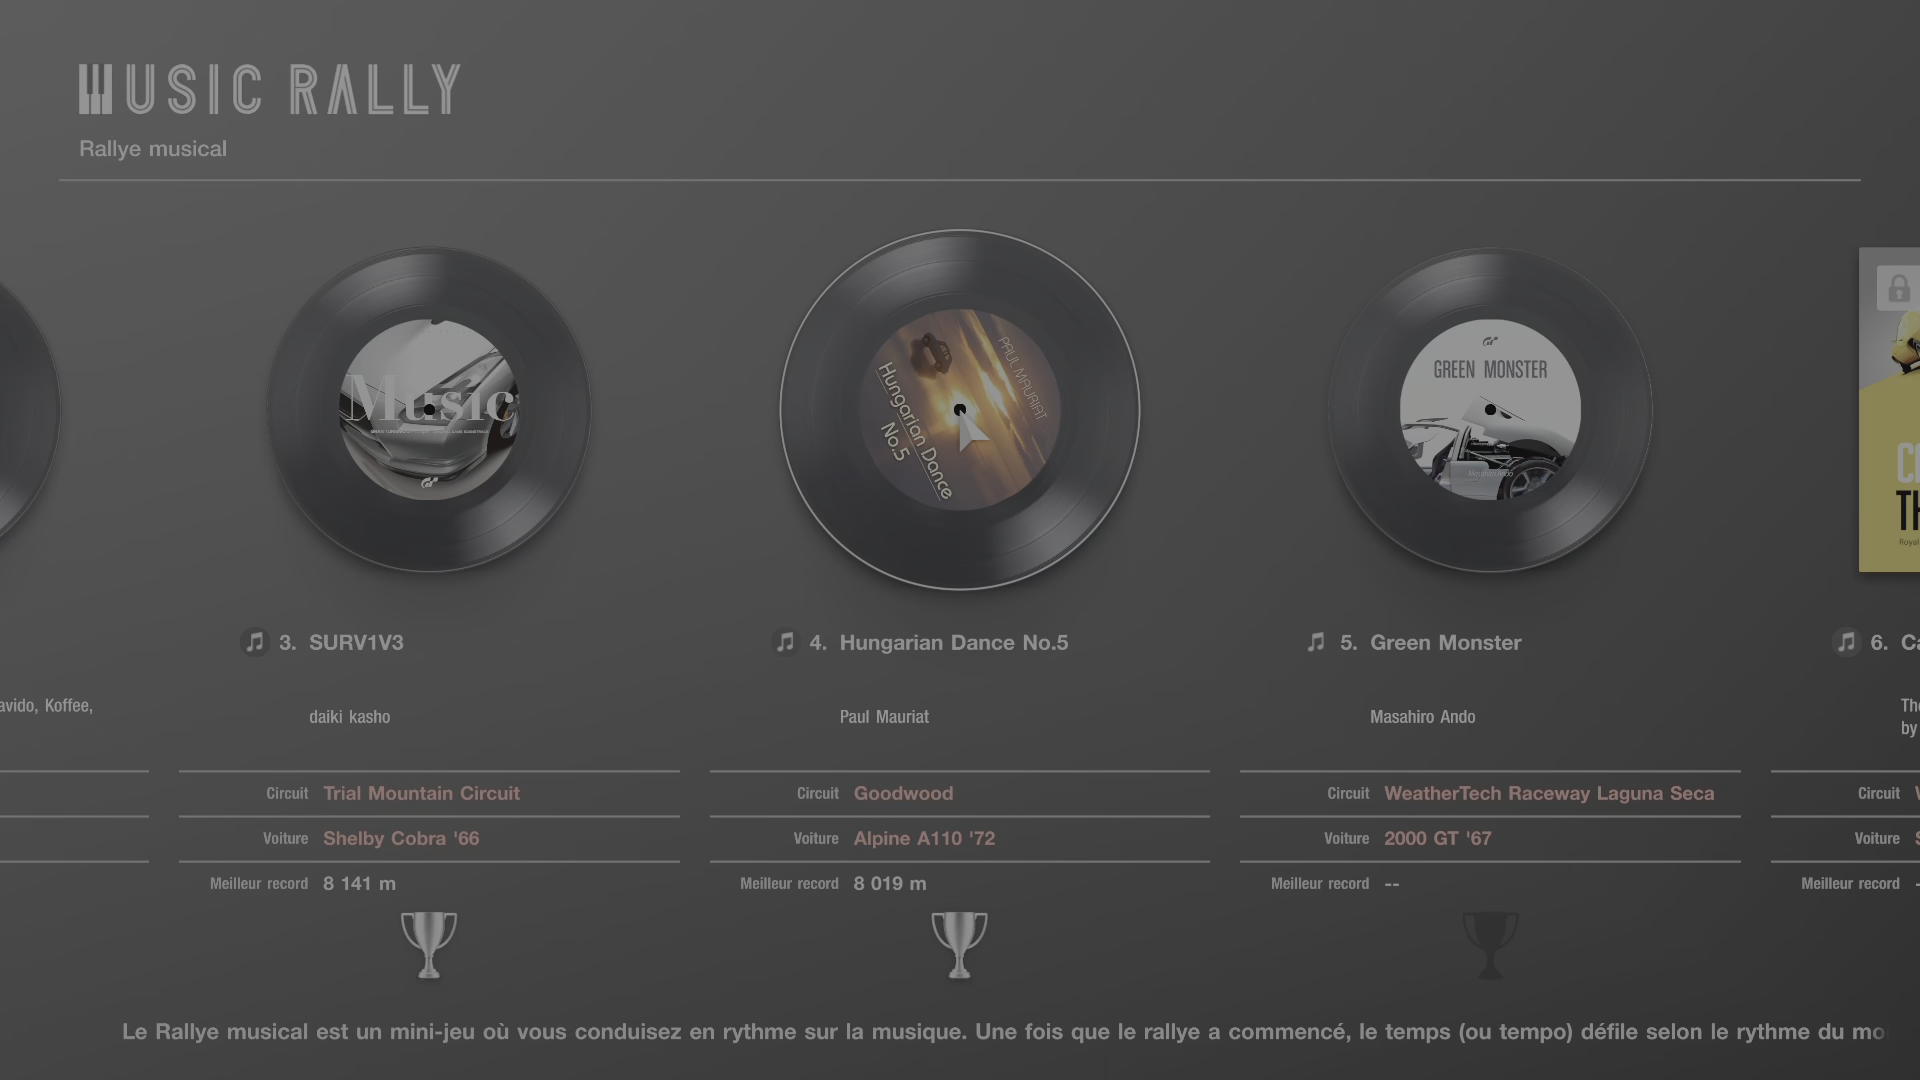 MUSIC RALLY
Rallye musical
Music
Hungarian Dance
No.5
PAUL MAURIAT
GREEN MONSTER
Masahiro Ando
3. SURV1V3
4. Hungarian Dance No.5
5. Green Monster
6. Ca
avido, Koffee,
daiki kasho
Paul Mauriat
Masahiro Ando
The
by
Circuit Trial Mountain Circuit
Circuit Goodwood
Circuit WeatherTech Raceway Laguna Seca
Circuit
Voiture Shelby Cobra '66
Voiture Alpine A110 '72
Voiture 2000 GT '67
Voiture
Meilleur record 8 141 m
Meilleur record 8 019 m
Meilleur record --
Meilleur record -
Le Rallye musical est un mini-jeu où vous conduisez en rythme sur la musique. Une fois que le rallye a commencé, le temps (ou tempo) défile selon le rythme du mo